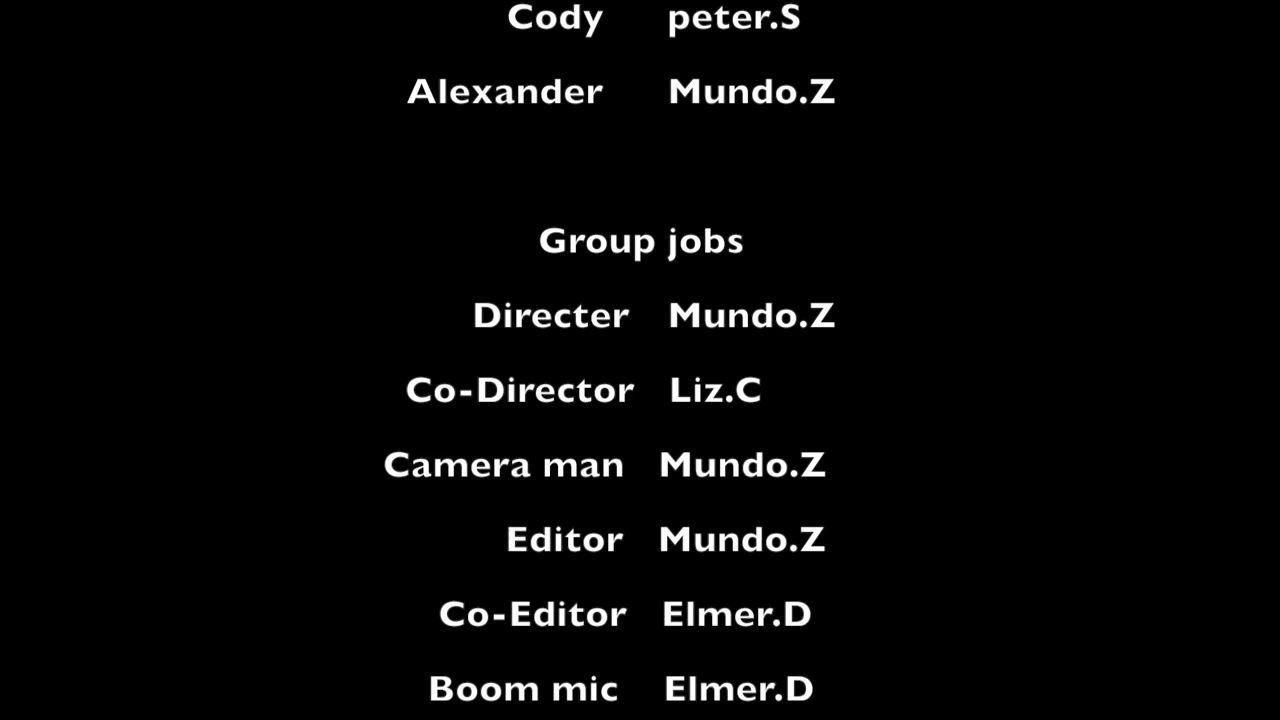 Cody peter.S
Alexander Mundo.Z
Group jobs
Directer Mundo.Z
Co-Director Liz.C
Camera man Mundo.Z
Editor Mundo.Z
Co-Editor Elmer.D
Boom mic Elmer.D